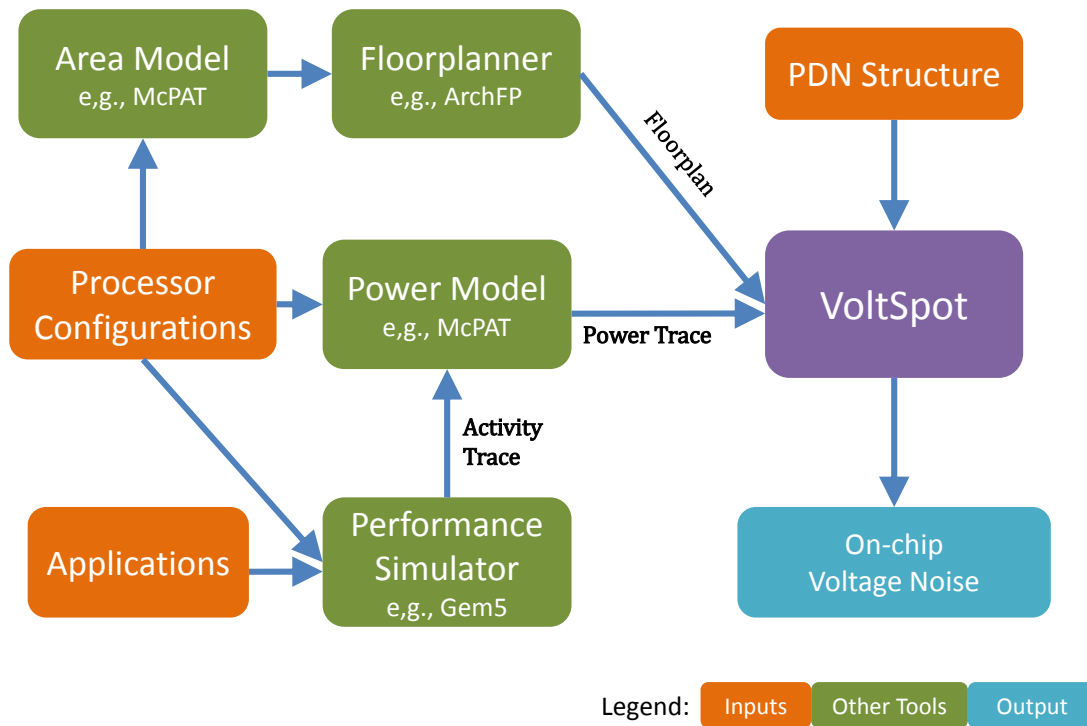 Area Model
e,g., McPAT
Floorplanner
e,g., ArchFP
PDN Structure
Floorplan
Processor
Configurations
Power Model
e,g., McPAT
Power Trace
VoltSpot
Activity
Trace
Applications
Performance
Simulator
e,g., Gem5
On-chip
Voltage Noise
Legend: Inputs Other Tools Output